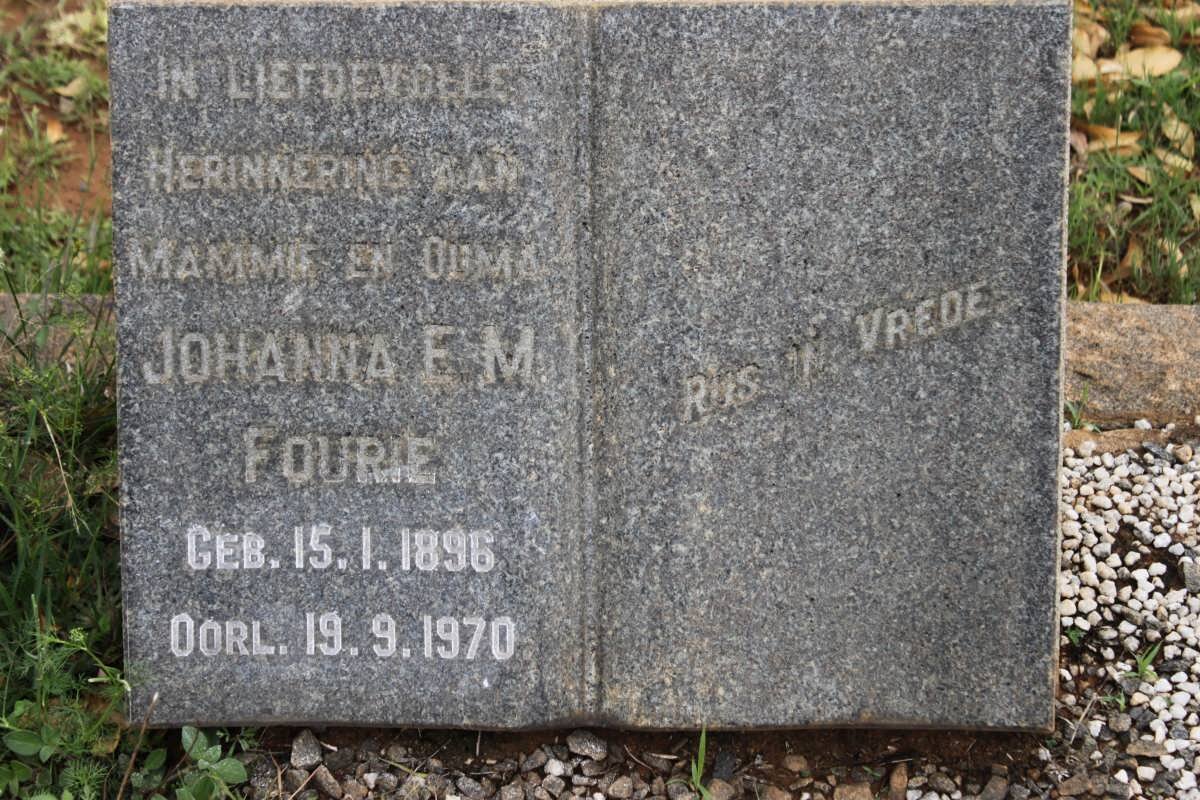 IN LIEFDEVOLLE
HERINNERING AAN
MAMMIE EN OUMA
JOHANNA E. M.
FOURIE
GEB. 15.1.1896
OORL. 19.9.1970
RUS IN VREDE.